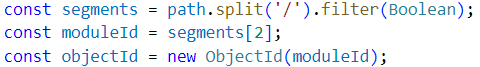 const segments = path.split('/').filter(Boolean);
const moduleId = segments[2];
const objectId = new ObjectId(moduleId);